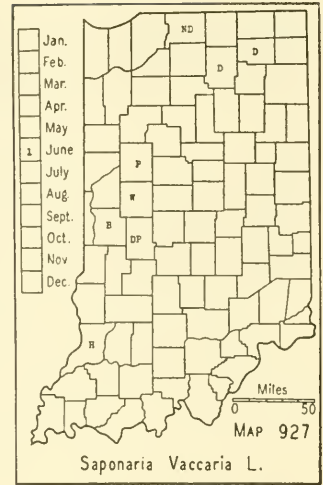 Jan.
Feb.
Mar.
Apr.
May
1 June
July
Aug.
Sept.
Oct.
Nov
Dec.
ND
D
D
P
W
B
DP
H
Miles
0 50
MAP 927
Saponaria Vaccaria L.